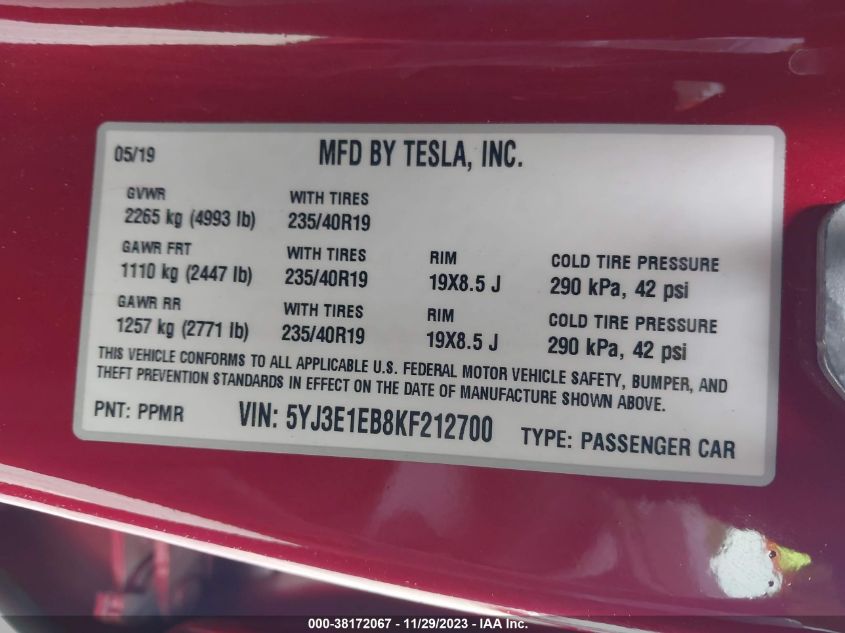 05/19 MFD BY TESLA, INC.
GVWR WITH TIRES
2265 kg (4993 lb) 235/40R19
GAWR FRT WITH TIRES RIM COLD TIRE PRESSURE
1110 kg (2447 lb) 235/40R19 19X8.5 J 290 kPa, 42 psi
GAWR RR WITH TIRES RIM COLD TIRE PRESSURE
1257 kg (2771 lb) 235/40R19 19X8.5 J 290 kPa, 42 psi
THIS VEHICLE CONFORMS TO ALL APPLICABLE U.S. FEDERAL MOTOR VEHICLE SAFETY, BUMPER, AND
THEFT PREVENTION STANDARDS IN EFFECT ON THE DATE OF MANUFACTURE SHOWN ABOVE.
PNT: PPMR VIN: 5YJ3E1EB8KF212700 TYPE: PASSENGER CAR
000-38172067 - 11/29/2023 - IAA Inc.